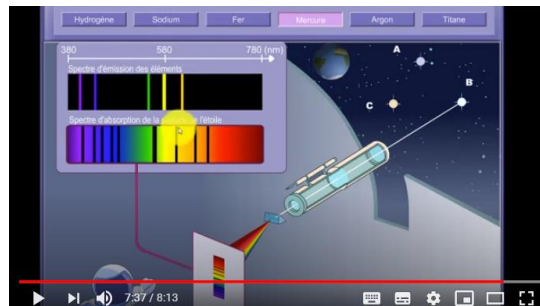 Hydrogène Sodium Fer Mercure Argon Titane
380 580 780 (nm)
Spectre d'émission des éléments
Spectre d'absorption de la l'étoile
A
B
C
7:37 / 8:13